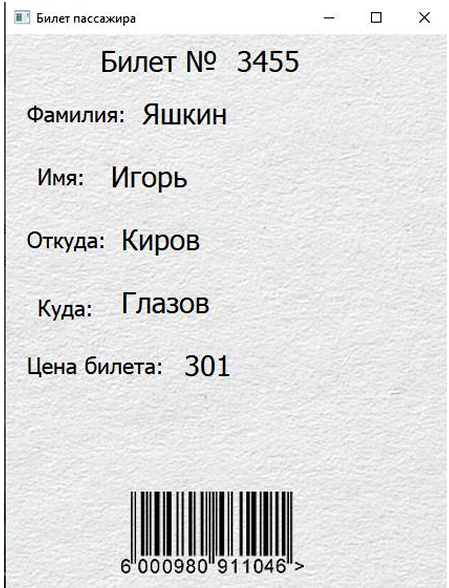 Билет пассажира
Билет № 3455
Фамилия: Яшкин
Имя: Игорь
Откуда: Киров
Куда: Глазов
Цена билета: 301
6 000980 911046 >